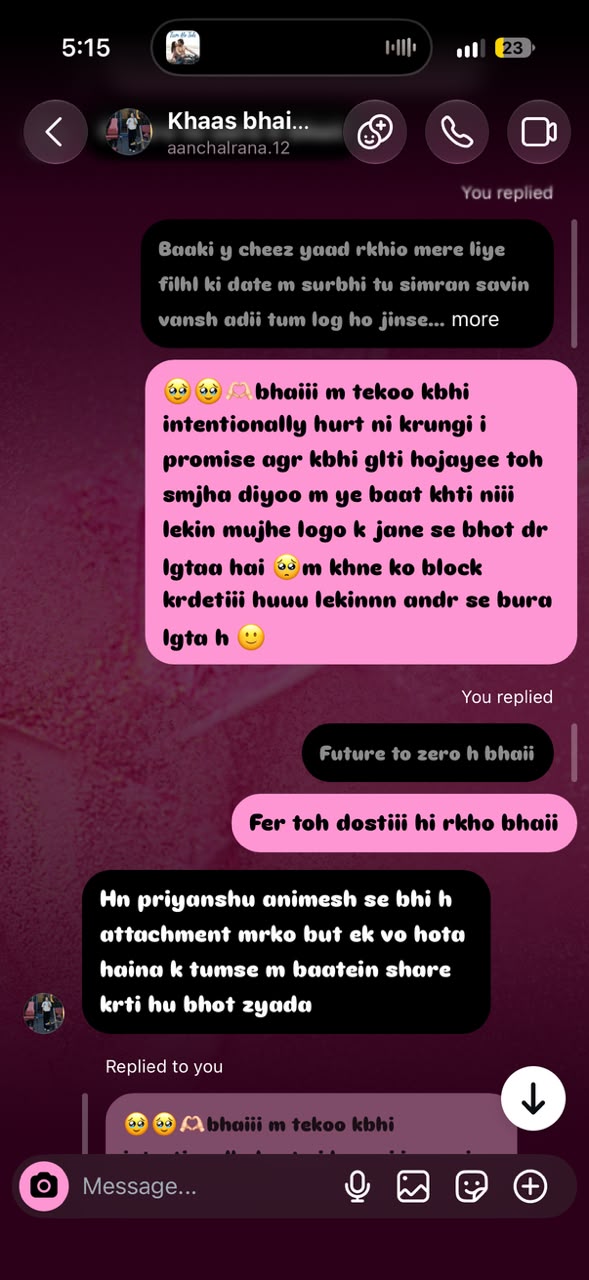 5:15
23
Khaas bhai...
aanchalrana.12
You replied
Baaki y cheez yaad rkhio mere liye
filhl ki date m surbhi tu simran savin
vansh adii tum log ho jinse... more
🥹🥹🫶🏻bhaiii m tekoo kbhi
intentionally hurt ni krungi i
promise agr kbhi glti hojayee toh
smjha diyoo m ye baat khti niii
lekin mujhe logo k jane se bhot dr
lgtaa hai 🥺m khne ko block
krdetiii huuu lekinnn andr se bura
lgta h 🙂
You replied
Future to zero h bhaii
Fer toh dostiii hi rkho bhaii
Hn priyanshu animesh se bhi h
attachment mrko but ek vo hota
haina k tumse m baatein share
krti hu bhot zyada
Replied to you
🥹🥹🫶🏻bhaiii m tekoo kbhi
Message...